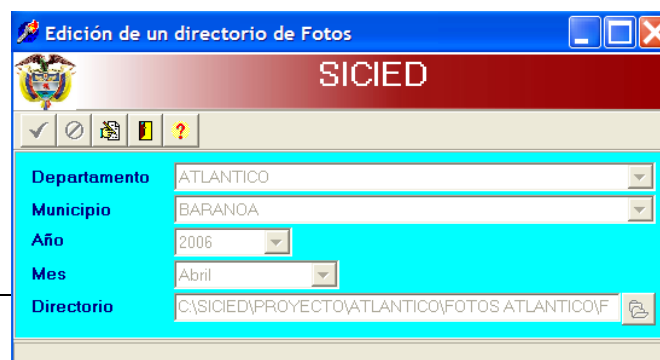 Edición de un directorio de Fotos
SICIED
?
Departamento ATLANTICO
Municipio BARANOA
Año 2006
Mes Abril
Directorio C:\SICIED\PROYECTO\ATLANTICO\FOTOS ATLANTICO\F